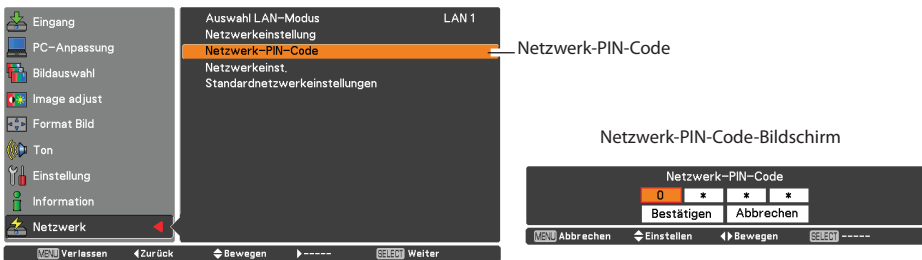 Eingang
PC-Anpassung
Bildauswahl
Image adjust
Format Bild
Ton
Einstellung
Information
Netzwerk
Auswahl LAN-Modus LAN 1
Netzwerkeinstellung
Netzwerk-PIN-Code
Netzwerkeinst.
Standardnetzwerkeinstellungen
MENU Verlassen Zurück Bewegen ----- SELECT Weiter
Netzwerk-PIN-Code
Netzwerk-PIN-Code-Bildschirm
Netzwerk-PIN-Code
0 * * *
Bestätigen Abbrechen
MENU Abbrechen Einstellen Bewegen SELECT -----